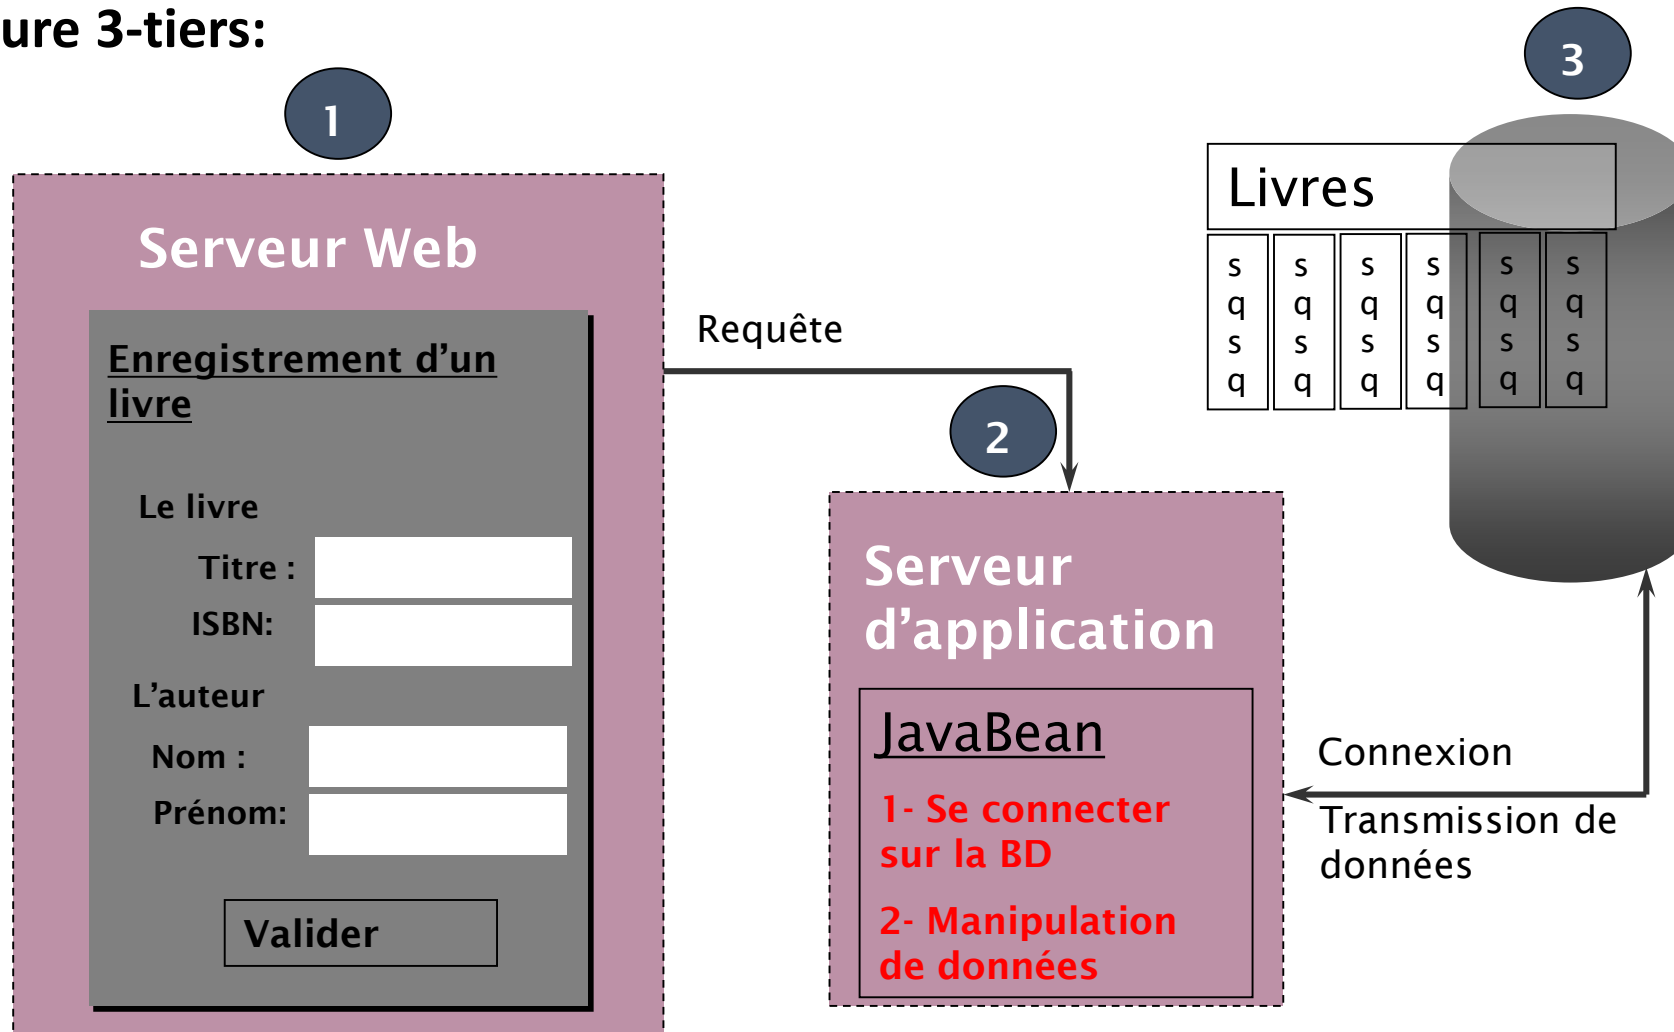 ure 3-tiers:
1
Serveur Web
Enregistrement d’un
livre
Le livre
Titre :
ISBN:
L’auteur
Nom :
Prénom:
Valider
Requête
2
Serveur
d’application
JavaBean
1- Se connecter
sur la BD
2- Manipulation
de données
Connexion
Transmission de
données
3
Livres
s s s s s s
q q q q q q
s s s s s s
q q q q q q